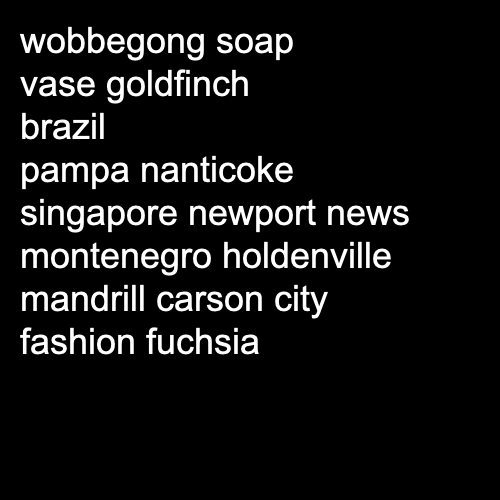 wobbegong soap
vase goldfinch
brazil
pampa nanticoke
singapore newport news
montenegro holdenville
mandrill carson city
fashion fuchsia